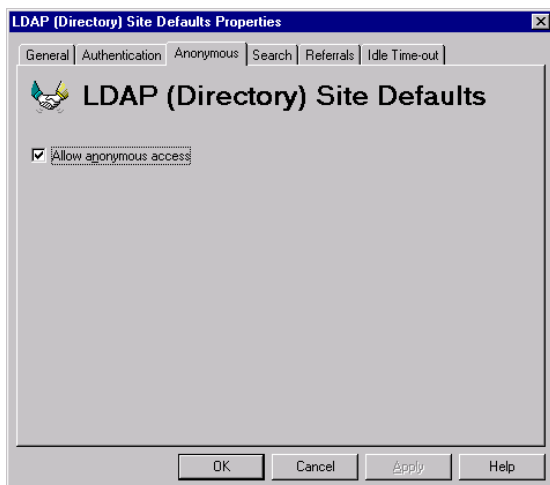 LDAP (Directory) Site Defaults Properties
General Authentication Anonymous Search Referrals Idle Time-out
LDAP (Directory) Site Defaults
Allow anonymous access
OK Cancel Apply Help